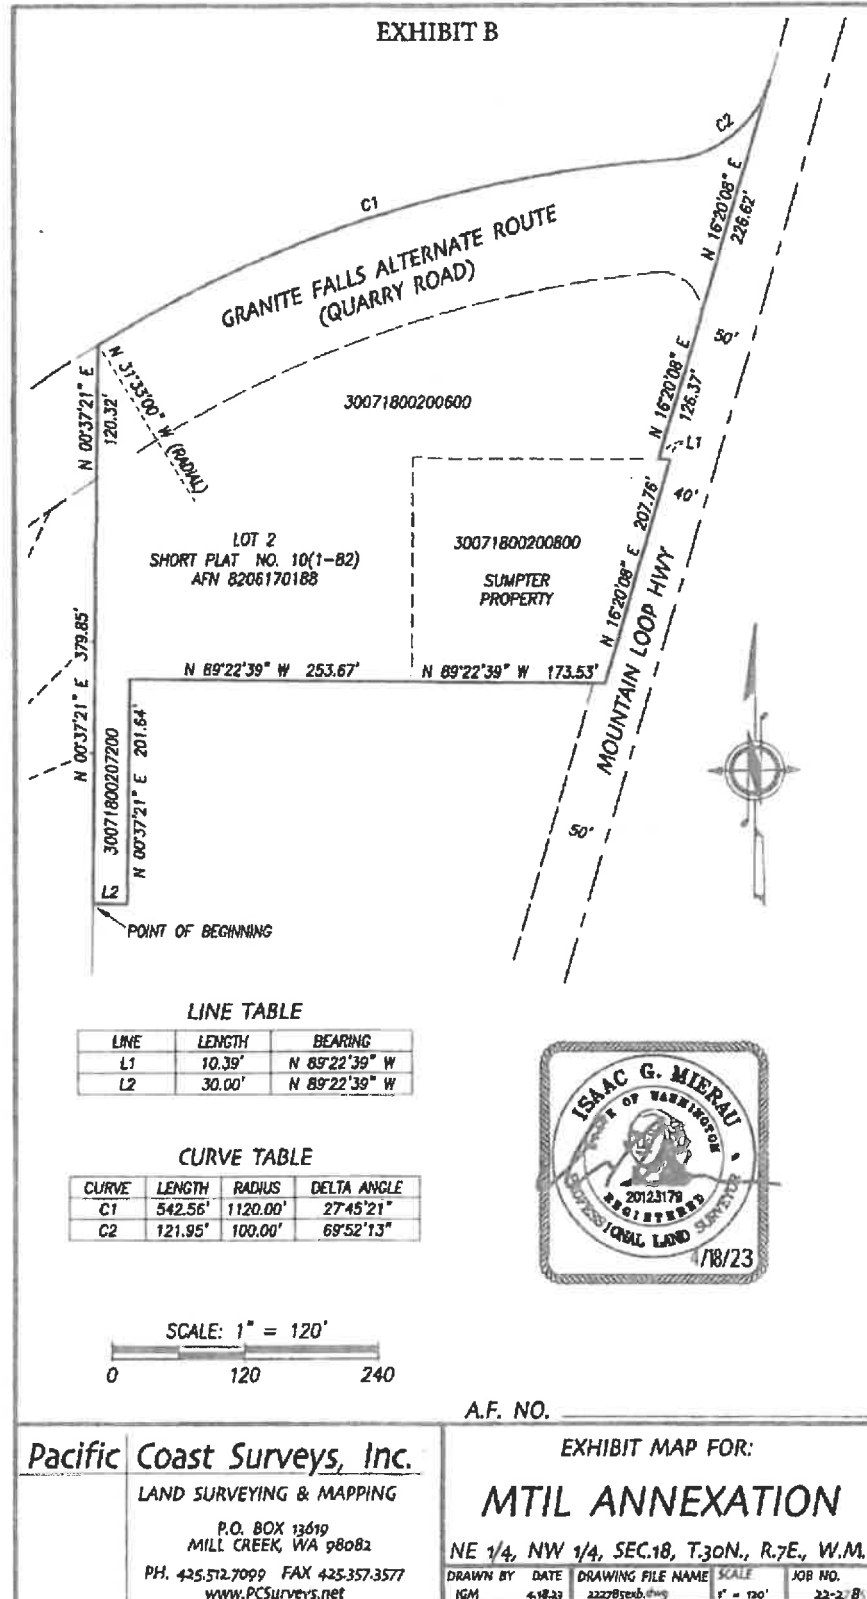 EXHIBIT B
C2
C1
N 16°20'08" E
226.62'
GRANITE FALLS ALTERNATE ROUTE
(QUARRY ROAD)
50'
N 00°37'21" E
120.32'
N 31°33'00" W (RADIAL)
30071800200600
N 16°20'08" E
126.37'
L1
40'
LOT 2
SHORT PLAT NO. 10(1-82)
AFN 8206170188
30071800200800
SUMPTER
PROPERTY
N 16°20'08" E 207.76'
MOUNTAIN LOOP HWY
N 00°37'21" E 379.85'
N 89°22'39" W 253.67'
N 89°22'39" W 173.53'
30071800207200
N 00°37'21" E 201.64'
50'
L2
POINT OF BEGINNING
LINE TABLE
LINE LENGTH BEARING
L1 10.39' N 89°22'39" W
L2 30.00' N 89°22'39" W
CURVE TABLE
CURVE LENGTH RADIUS DELTA ANGLE
C1 542.56' 1120.00' 27°45'21"
C2 121.95' 100.00' 69°52'13"
ISAAC G. MIERAU
OF WASHINGTON
20123179
REGISTERED
PROFESSIONAL LAND SURVEYOR
4/18/23
SCALE: 1" = 120'
0 120 240
A.F. NO.
Pacific Coast Surveys, Inc.
LAND SURVEYING & MAPPING
P.O. BOX 13619
MILL CREEK, WA 98082
PH. 425.512.7099 FAX 425.357.3577
www.PCSurveys.net
EXHIBIT MAP FOR:
MTIL ANNEXATION
NE 1/4, NW 1/4, SEC.18, T.30N., R.7E., W.M.
DRAWN BY DATE DRAWING FILE NAME SCALE JOB NO.
IGM 4.18.23 222785exb.dwg 1" = 120' 22-2785